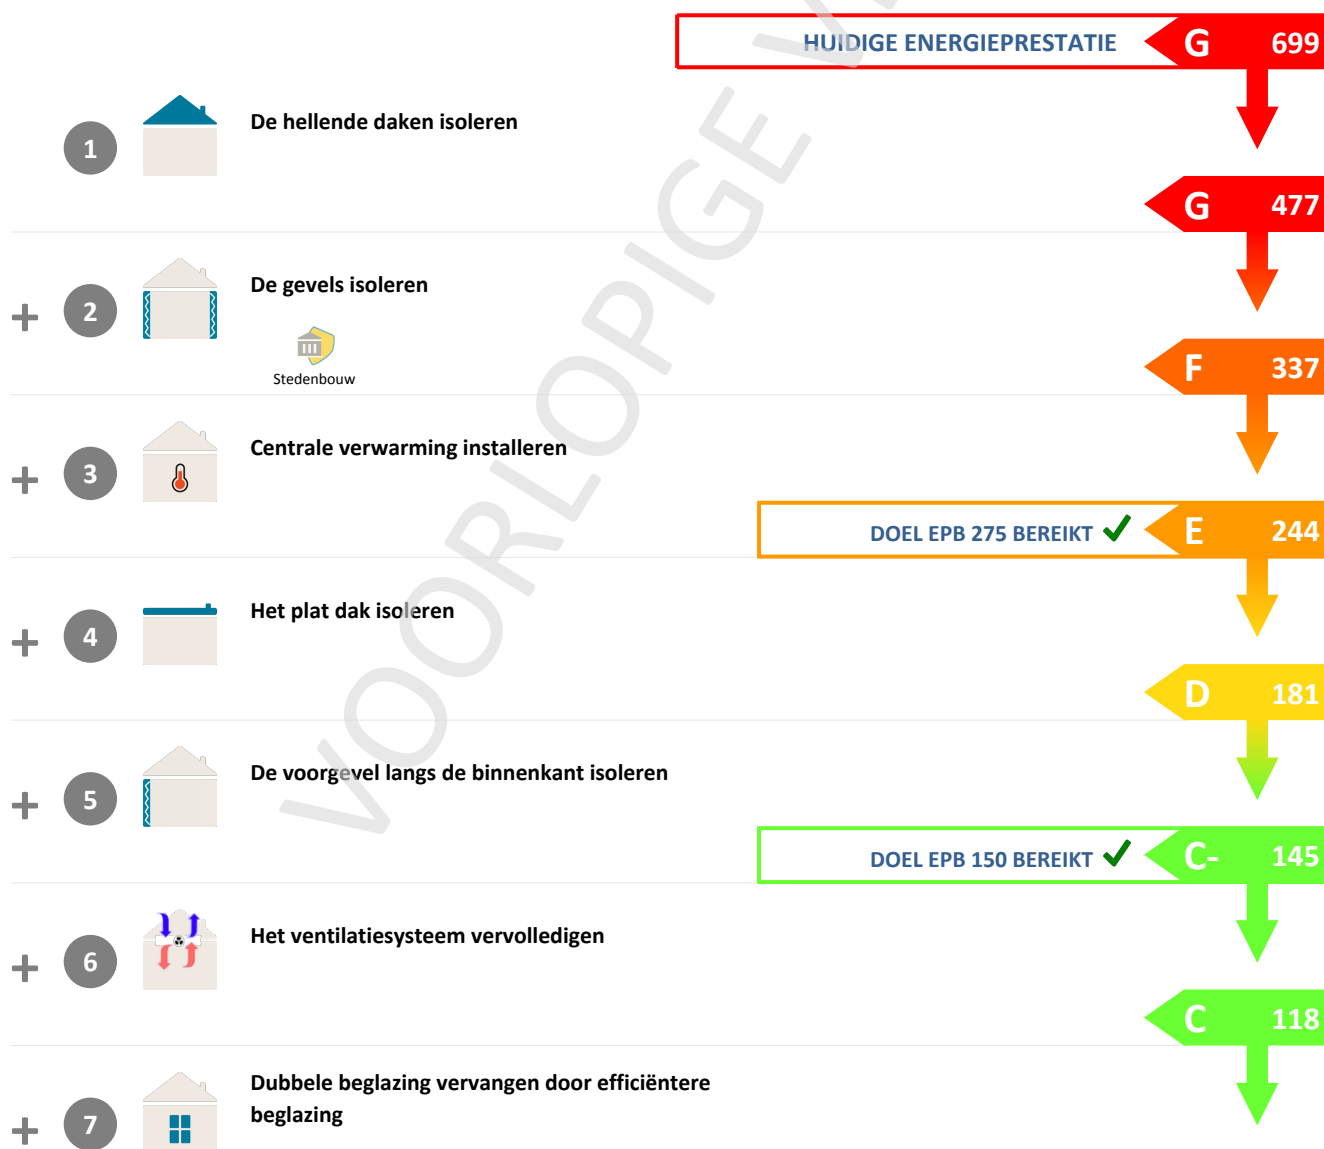 HUIDIGE ENERGIEPRESTATIE G 699
1 De hellende daken isoleren
G 477
+ 2 De gevels isoleren
Stedenbouw
F 337
+ 3 Centrale verwarming installeren
DOEL EPB 275 BEREIKT ✓ E 244
+ 4 Het plat dak isoleren
D 181
+ 5 De voorgevel langs de binnenkant isoleren
DOEL EPB 150 BEREIKT ✓ C- 145
+ 6 Het ventilatiesysteem vervolledigen
C 118
+ 7 Dubbele beglazing vervangen door efficiëntere
beglazing
VOORLOPIGE